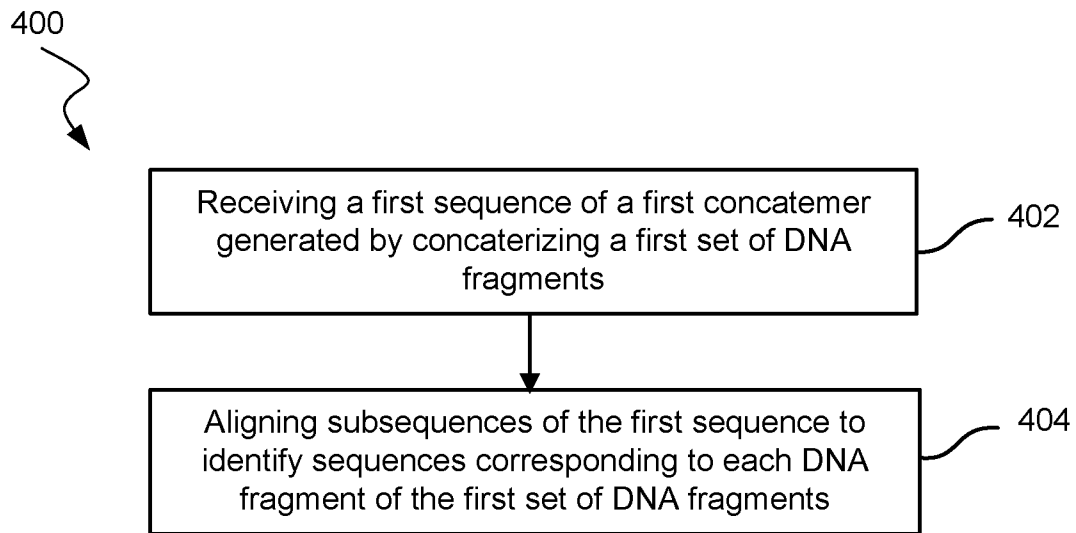 400
Receiving a first sequence of a first concatemer
generated by concaterizing a first set of DNA
fragments
402
Aligning subsequences of the first sequence to
identify sequences corresponding to each DNA
fragment of the first set of DNA fragments
404